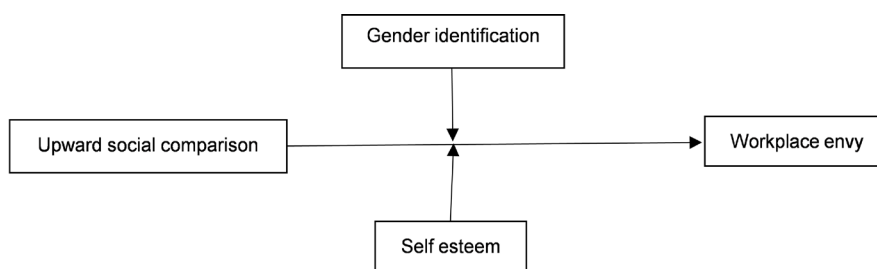 Gender identification
Upward social comparison
Workplace envy
Self esteem